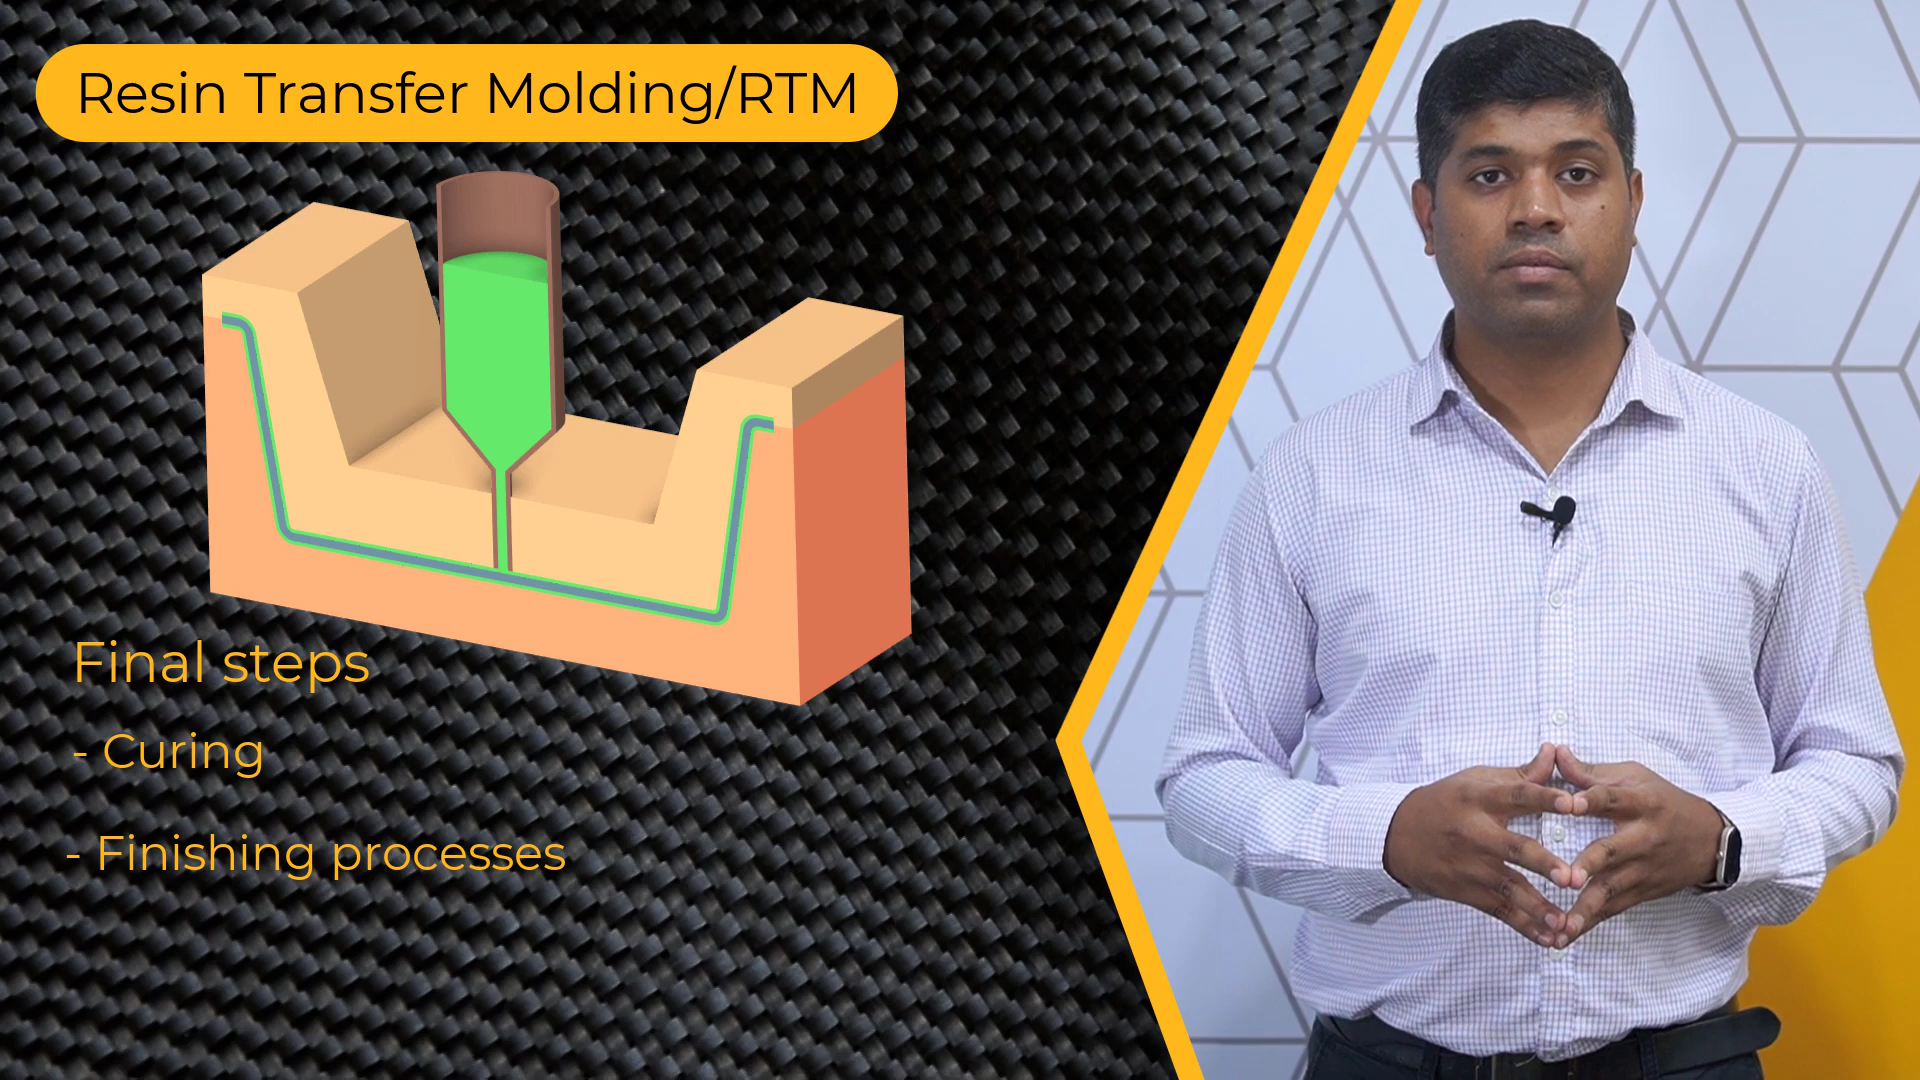 Resin Transfer Molding/RTM
Final steps
- Curing
- Finishing processes